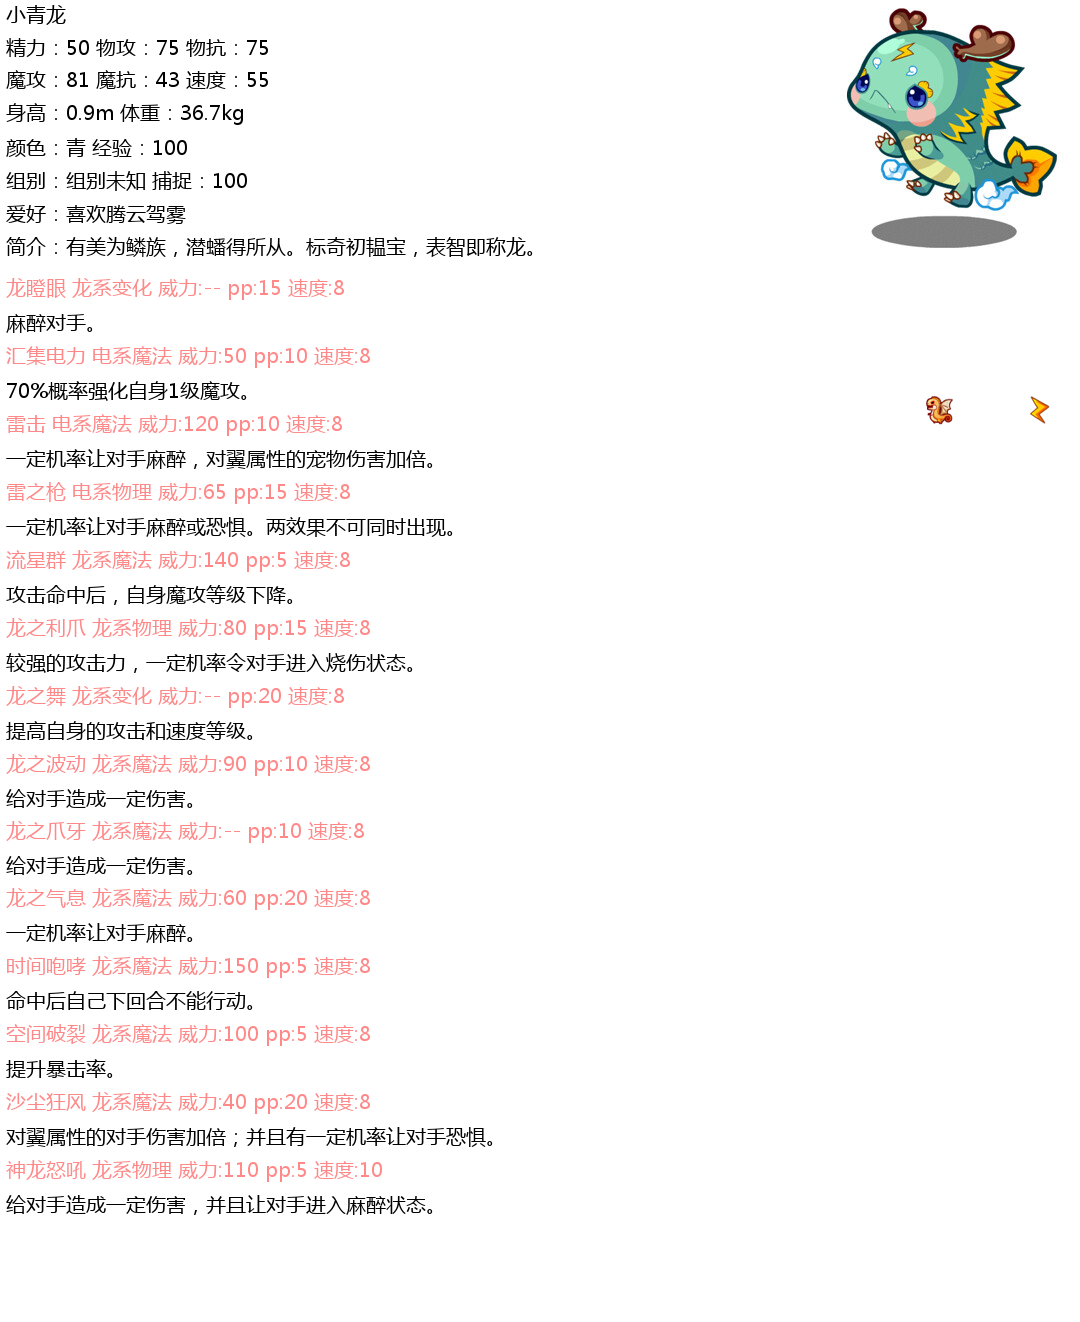 小青龙
精力：50 物攻：75 物抗：75
魔攻：81 魔抗：43 速度：55
身高：0.9m 体重：36.7kg
颜色：青 经验：100
组别：组别未知 捕捉：100
爱好：喜欢腾云驾雾
简介：有美为鳞族，潜蟠得所从。标奇初韫宝，表智即称龙。
龙瞪眼 龙系变化 威力:-- pp:15 速度:8
麻醉对手。
汇集电力 电系魔法 威力:50 pp:10 速度:8
70%概率强化自身1级魔攻。
雷击 电系魔法 威力:120 pp:10 速度:8
一定机率让对手麻醉，对翼属性的宠物伤害加倍。
雷之枪 电系物理 威力:65 pp:15 速度:8
一定机率让对手麻醉或恐惧。两效果不可同时出现。
流星群 龙系魔法 威力:140 pp:5 速度:8
攻击命中后，自身魔攻等级下降。
龙之利爪 龙系物理 威力:80 pp:15 速度:8
较强的攻击力，一定机率令对手进入烧伤状态。
龙之舞 龙系变化 威力:-- pp:20 速度:8
提高自身的攻击和速度等级。
龙之波动 龙系魔法 威力:90 pp:10 速度:8
给对手造成一定伤害。
龙之爪牙 龙系魔法 威力:-- pp:10 速度:8
给对手造成一定伤害。
龙之气息 龙系魔法 威力:60 pp:20 速度:8
一定机率让对手麻醉。
时间咆哮 龙系魔法 威力:150 pp:5 速度:8
命中后自己下回合不能行动。
空间破裂 龙系魔法 威力:100 pp:5 速度:8
提升暴击率。
沙尘狂风 龙系魔法 威力:40 pp:20 速度:8
对翼属性的对手伤害加倍；并且有一定机率让对手恐惧。
神龙怒吼 龙系物理 威力:110 pp:5 速度:10
给对手造成一定伤害，并且让对手进入麻醉状态。